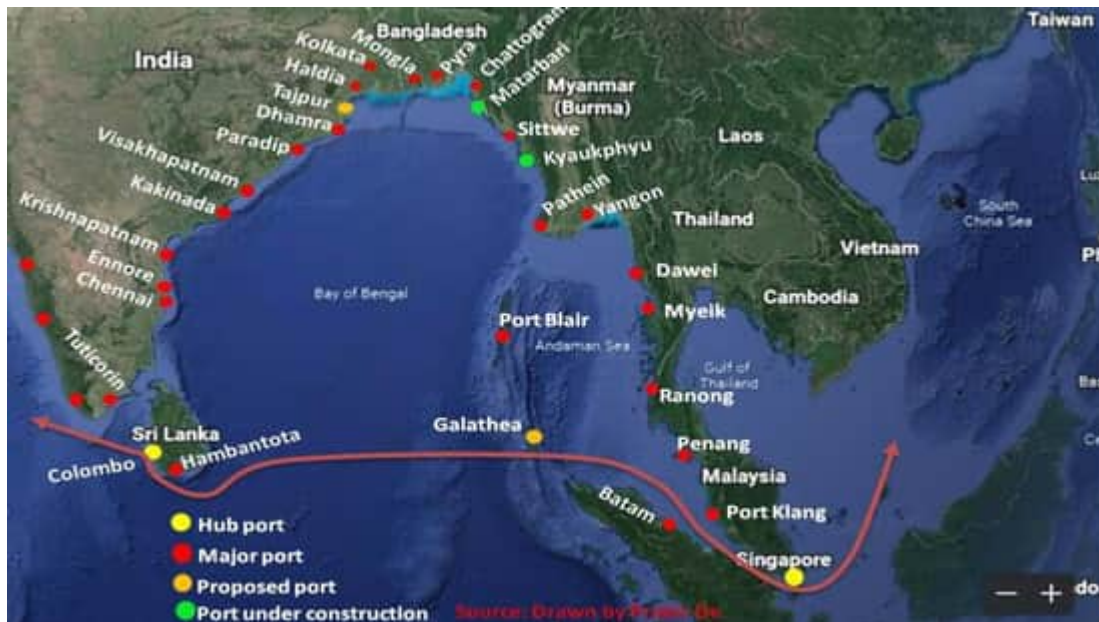 Taiwan
India
Bangladesh
Kolkata
Mongla
Pyra
Chattogram
Haldia
Matarbari
Myanmar
(Burma)
Tajpur
Dhamra
Sittwe
Laos
Paradip
Kyaukphyu
Visakhapatnam
Kakinada
Pathein
Yangon
Thailand
South
China Sea
Krishnapatnam
Vietnam
Ennore
Dawei
Chennai
Bay of Bengal
Cambodia
Myeik
Port Blair
Andaman Sea
Tuticorin
Gulf of
Thailand
Ranong
Galathea
Sri Lanka
Penang
Colombo
Hambantota
Malaysia
Batam
Port Klang
Hub port
Major port
Singapore
Proposed port
Port under construction
Source: Drawn by
− +